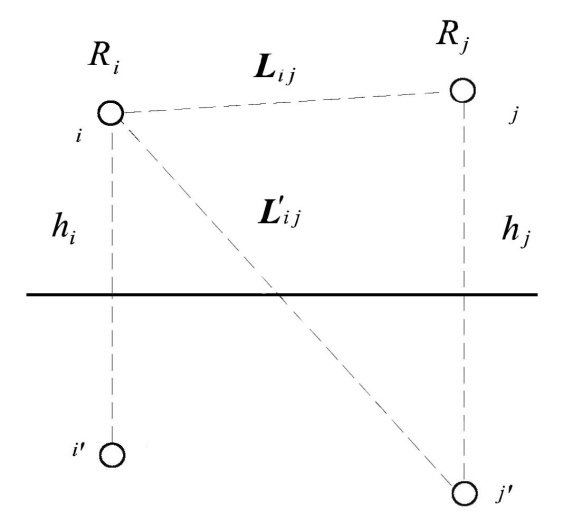 R_i
R_j
L_ij
i
j
h_i
L'_ij
h_j
i'
j'